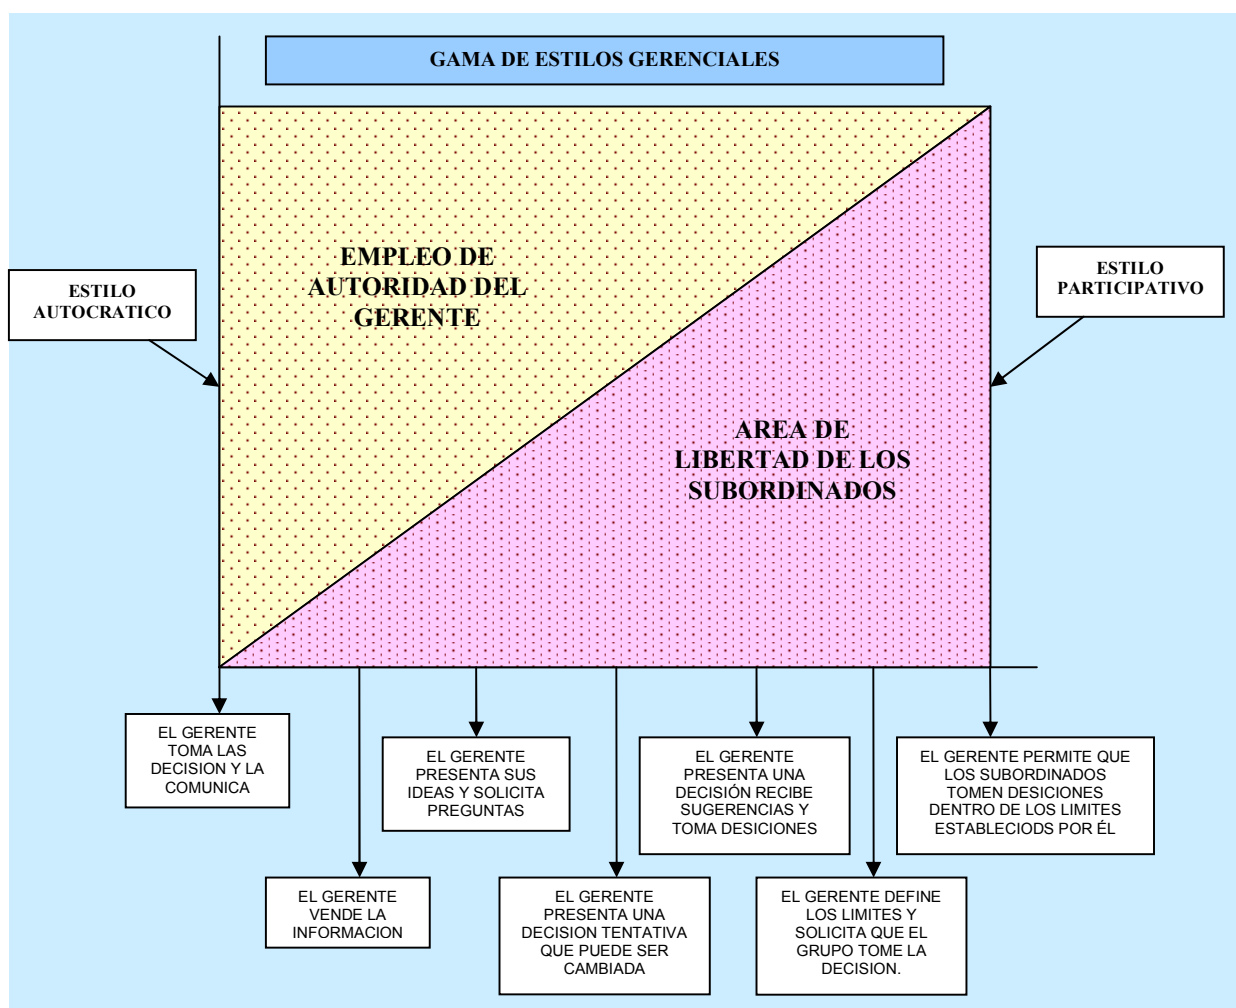 GAMA DE ESTILOS GERENCIALES
EMPLEO DE
AUTORIDAD DEL
GERENTE
ESTILO
AUTOCRATICO
ESTILO
PARTICIPATIVO
AREA DE
LIBERTAD DE LOS
SUBORDINADOS
EL GERENTE
TOMA LAS
DECISION Y LA
COMUNICA
EL GERENTE
VENDE LA
INFORMACION
EL GERENTE
PRESENTA SUS
IDEAS Y SOLICITA
PREGUNTAS
EL GERENTE
PRESENTA UNA
DECISION TENTATIVA
QUE PUEDE SER
CAMBIADA
EL GERENTE
PRESENTA UNA
DECISIÓN RECIBE
SUGERENCIAS Y
TOMA DESICIONES
EL GERENTE DEFINE
LOS LIMITES Y
SOLICITA QUE EL
GRUPO TOME LA
DECISION.
EL GERENTE PERMITE QUE
LOS SUBORDINADOS
TOMEN DESICIONES
DENTRO DE LOS LIMITES
ESTABLECIODS POR ÉL